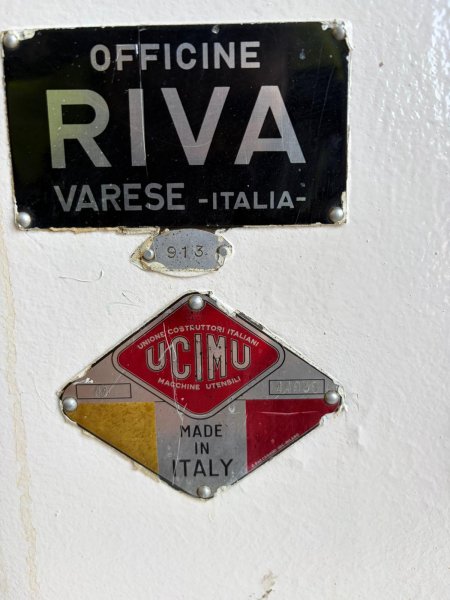 OFFICINE
RIVA
VARESE -ITALIA-
913
UNIONE COSTRUTTORI ITALIANI
UCIMU
MACCHINE UTENSILI
MADE
IN
ITALY